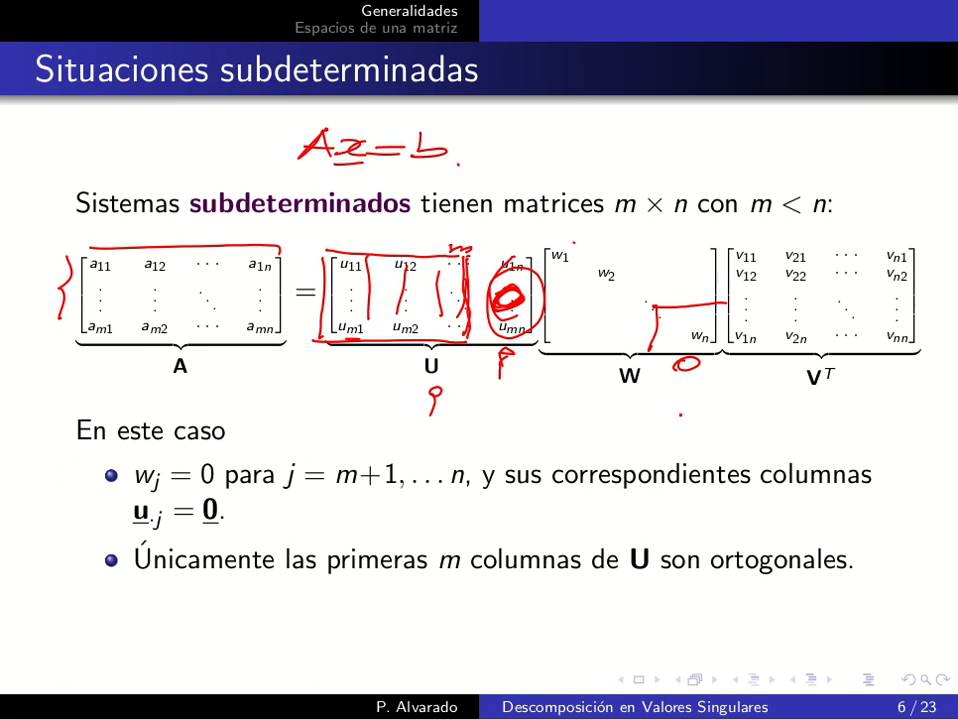 Generalidades
Espacios de una matriz
Situaciones subdeterminadas
Ax=b.
Sistemas subdeterminados tienen matrices m × n con m < n:
m
a11 a12 ··· a1n
⋮ ⋮ ⋱ ⋮
am1 am2 ··· amn
A
=
u11 u12 ··· u1n
⋮ ⋮ ⋱ ⋮
um1 um2 ·· umn
U
w1
w2
⋱
wn
W
0
v11 v21 ··· vn1
v12 v22 ··· vn2
⋮ ⋮ ⋱ ⋮
v1n v2n ··· vnn
V^T
En este caso
wj = 0 para j = m+1, ... n, y sus correspondientes columnas
u·j = 0.
Únicamente las primeras m columnas de U son ortogonales.
P. Alvarado Descomposición en Valores Singulares 6 / 23